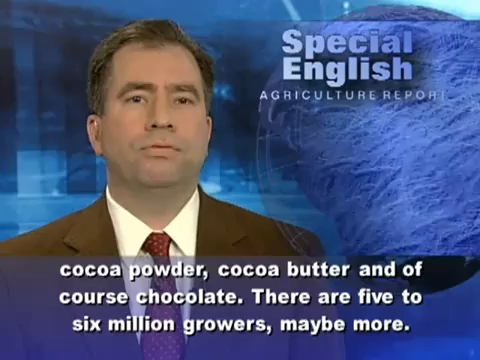 Special
English
AGRICULTURE REPORT
cocoa powder, cocoa butter and of
course chocolate. There are five to
six million growers, maybe more.